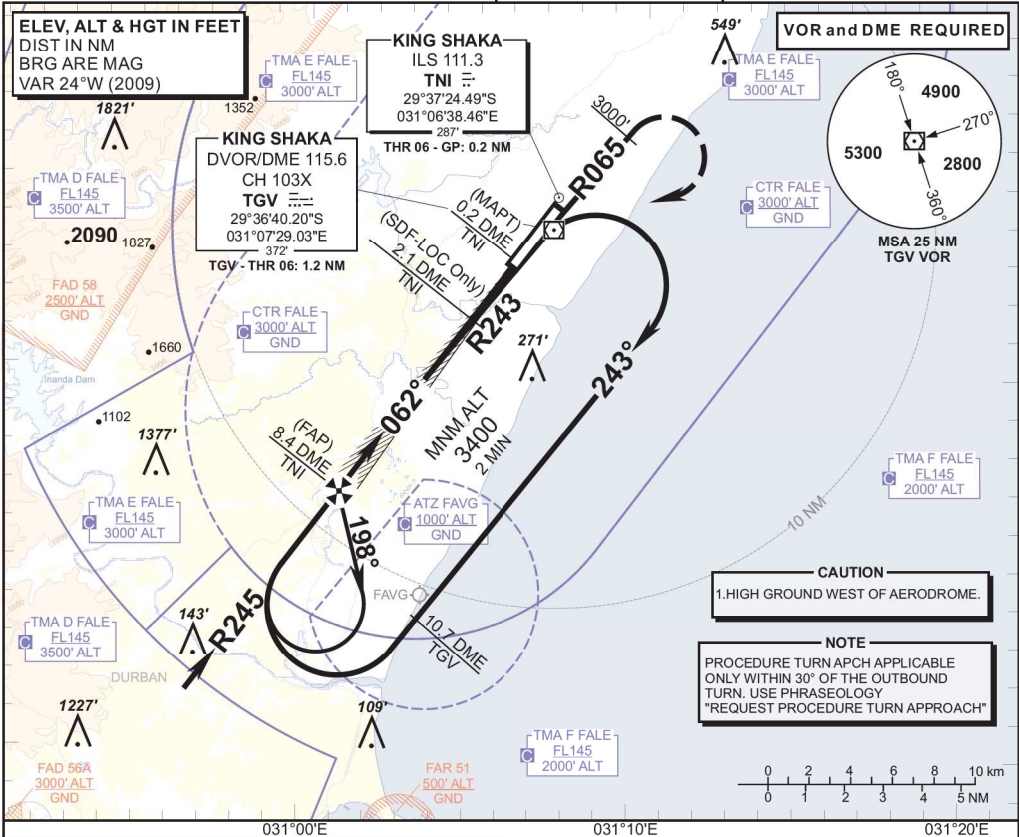 ELEV, ALT & HGT IN FEET
DIST IN NM
BRG ARE MAG
VAR 24°W (2009)
1821'
1352
TMA E FALE
FL145
3000' ALT
C
KING SHAKA
ILS 111.3
TNI
29°37'24.49"S
031°06'38.46"E
287'
THR 06 - GP: 0.2 NM
549'
TMA E FALE
FL145
3000' ALT
C
VOR and DME REQUIRED
180°
4900
270°
5300
2800
360°
MSA 25 NM
TGV VOR
KING SHAKA
DVOR/DME 115.6
CH 103X
TGV
29°36'40.20"S
031°07'29.03"E
372'
TGV - THR 06: 1.2 NM
3000'
R065
TMA D FALE
FL145
3500' ALT
C
2090
1027
CTR FALE
3000' ALT
GND
C
(MAPT)
0.2 DME
TNI
(SDF-LOC Only)
2.1 DME
TNI
FAD 58
2500' ALT
GND
CTR FALE
3000' ALT
GND
C
R243
271'
243°
1660
Inanda Dam
1102
062°
MNM ALT
3400
2 MIN
(FAP)
8.4 DME
TNI
1377'
TMA F FALE
FL145
2000' ALT
C
TMA E FALE
FL145
3000' ALT
C
ATZ FAVG
1000' ALT
GND
C
198°
10 NM
FAVG
CAUTION
1.HIGH GROUND WEST OF AERODROME.
R245
143'
10.7 DME
TGV
TMA D FALE
FL145
3500' ALT
C
DURBAN
NOTE
PROCEDURE TURN APCH APPLICABLE
ONLY WITHIN 30° OF THE OUTBOUND
TURN. USE PHRASEOLOGY
"REQUEST PROCEDURE TURN APPROACH"
1227'
109'
TMA F FALE
FL145
2000' ALT
C
FAD 56A
3000' ALT
GND
FAR 51
500' ALT
GND
0 2 4 6 8 10 km
0 1 2 3 4 5 NM
031°00'E
031°10'E
031°20'E